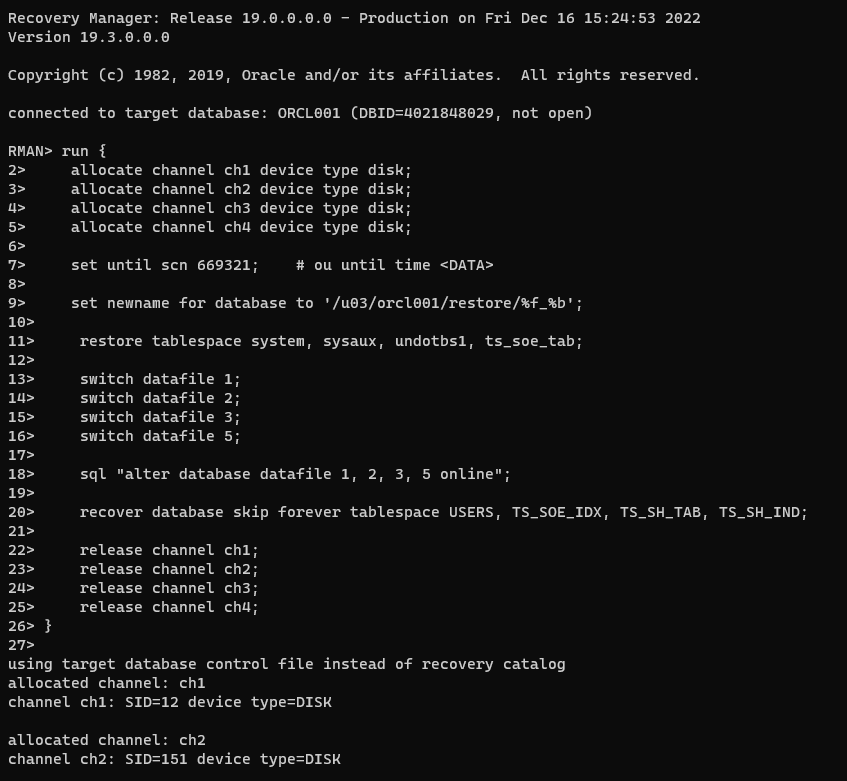 Recovery Manager: Release 19.0.0.0.0 - Production on Fri Dec 16 15:24:53 2022
Version 19.3.0.0.0
Copyright (c) 1982, 2019, Oracle and/or its affiliates.  All rights reserved.
connected to target database: ORCL001 (DBID=4021848029, not open)
RMAN> run {
2>     allocate channel ch1 device type disk;
3>     allocate channel ch2 device type disk;
4>     allocate channel ch3 device type disk;
5>     allocate channel ch4 device type disk;
6>
7>     set until scn 669321;    # ou until time <DATA>
8>
9>     set newname for database to '/u03/orcl001/restore/%f_%b';
10>
11>     restore tablespace system, sysaux, undotbs1, ts_soe_tab;
12>
13>     switch datafile 1;
14>     switch datafile 2;
15>     switch datafile 3;
16>     switch datafile 5;
17>
18>     sql "alter database datafile 1, 2, 3, 5 online";
19>
20>     recover database skip forever tablespace USERS, TS_SOE_IDX, TS_SH_TAB, TS_SH_IND;
21>
22>     release channel ch1;
23>     release channel ch2;
24>     release channel ch3;
25>     release channel ch4;
26> }
27>
using target database control file instead of recovery catalog
allocated channel: ch1
channel ch1: SID=12 device type=DISK
allocated channel: ch2
channel ch2: SID=151 device type=DISK